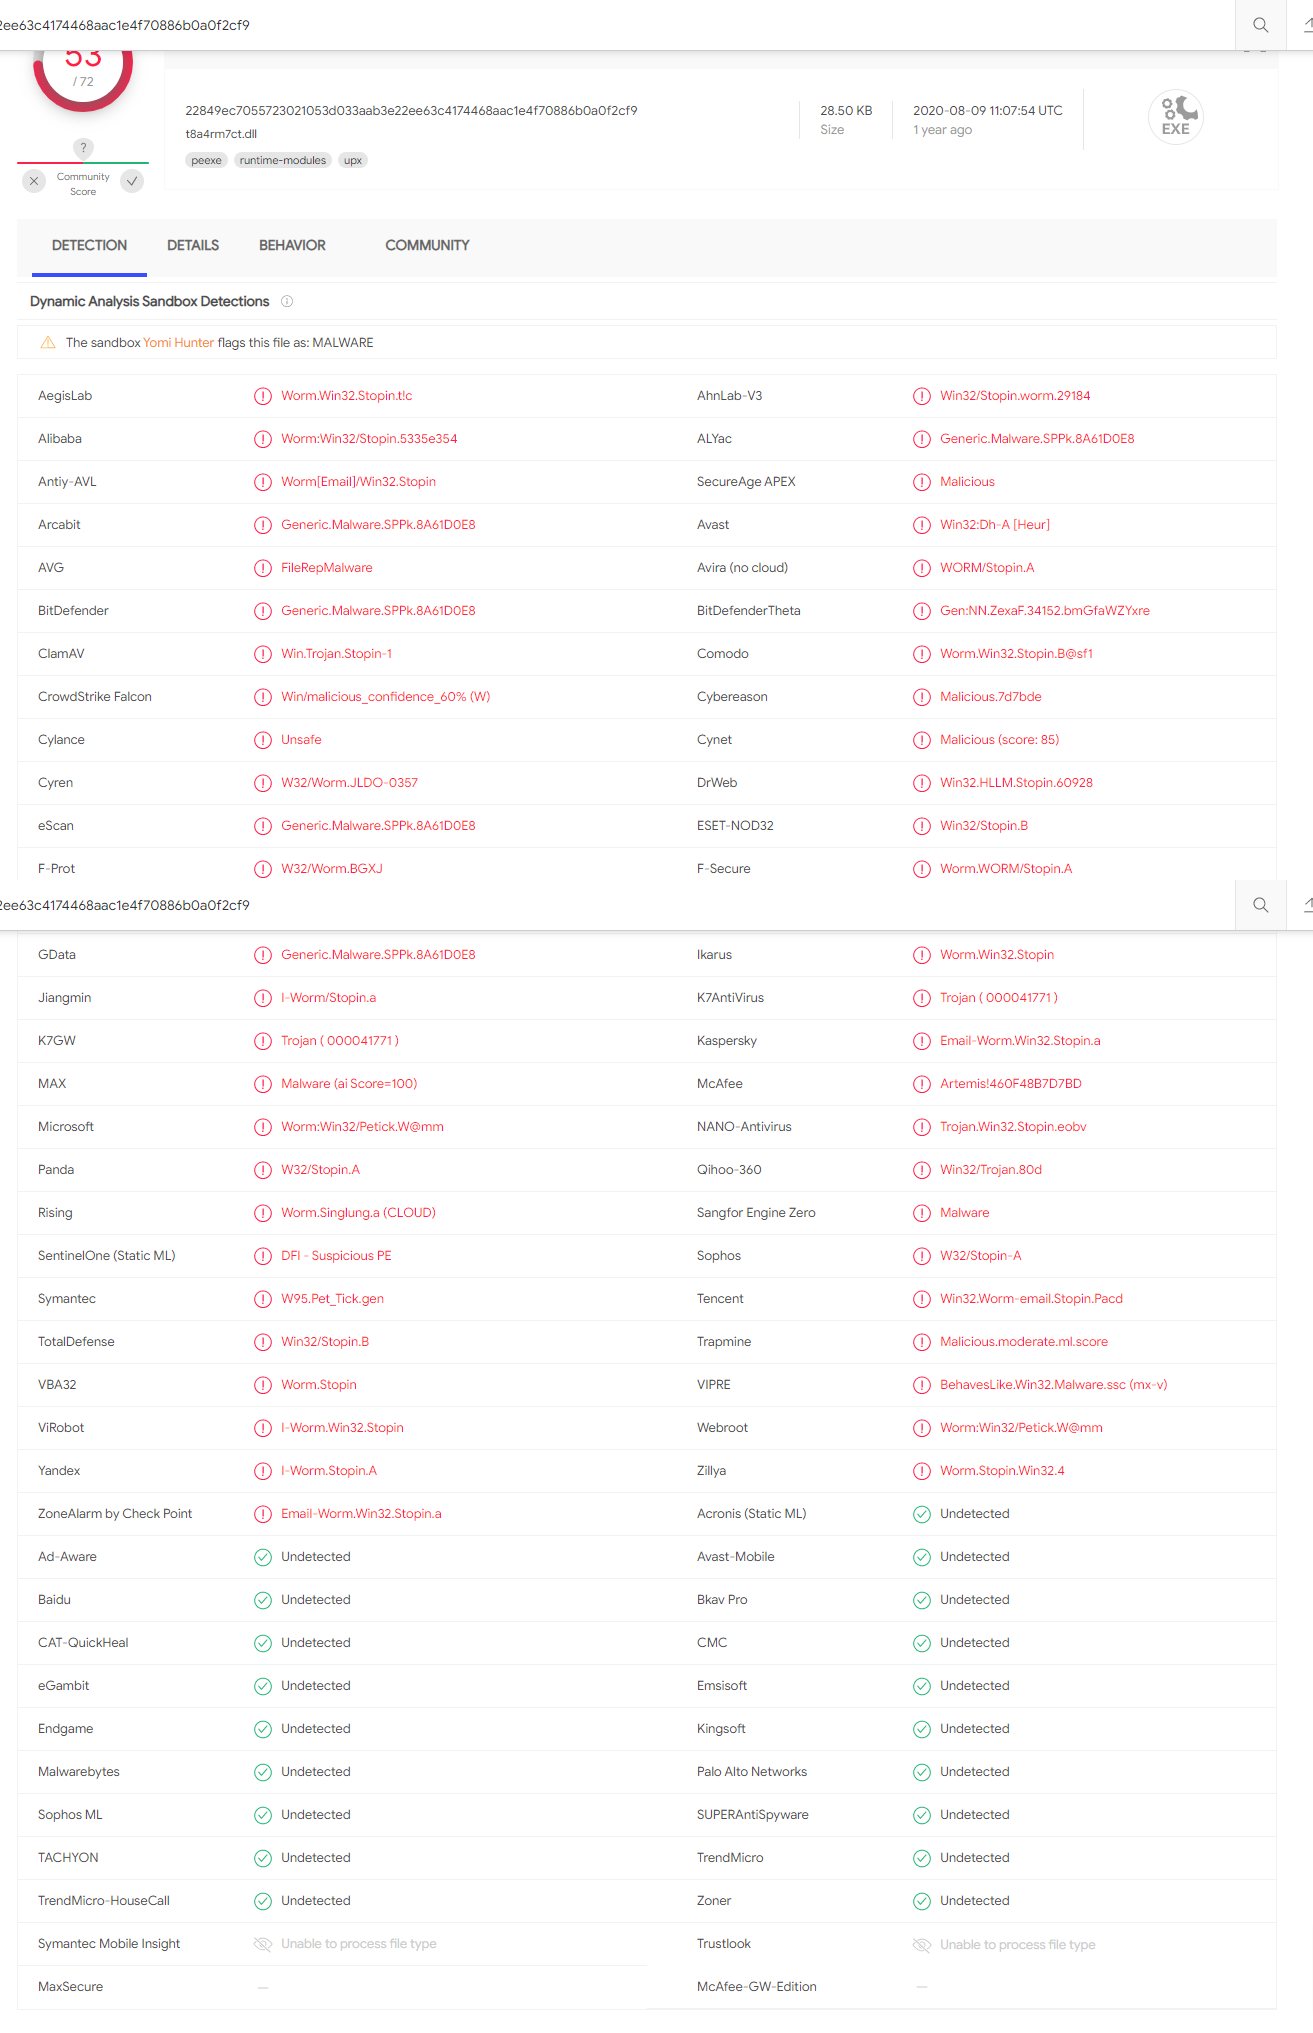 2ee63c4174468aac1e4f70886b0a0f2cf9
53
/ 72
22849ec7055723021053d033aab3e22ee63c4174468aac1e4f70886b0a0f2cf9
28.50 KB
2020-08-09 11:07:54 UTC
t8a4rm7ct.dll
Size
1 year ago
EXE
peexe runtime-modules upx
?
Community
Score
DETECTION DETAILS BEHAVIOR COMMUNITY
Dynamic Analysis Sandbox Detections
The sandbox Yomi Hunter flags this file as: MALWARE
AegisLab Worm.Win32.Stopin.t!c AhnLab-V3 Win32/Stopin.worm.29184
Alibaba Worm:Win32/Stopin.5335e354 ALYac Generic.Malware.SPPk.8A61D0E8
Antiy-AVL Worm[Email]/Win32.Stopin SecureAge APEX Malicious
Arcabit Generic.Malware.SPPk.8A61D0E8 Avast Win32:Dh-A [Heur]
AVG FileRepMalware Avira (no cloud) WORM/Stopin.A
BitDefender Generic.Malware.SPPk.8A61D0E8 BitDefenderTheta Gen:NN.ZexaF.34152.bmGfaWZYxre
ClamAV Win.Trojan.Stopin-1 Comodo Worm.Win32.Stopin.B@sf1
CrowdStrike Falcon Win/malicious_confidence_60% (W) Cybereason Malicious.7d7bde
Cylance Unsafe Cynet Malicious (score: 85)
Cyren W32/Worm.JLDO-0357 DrWeb Win32.HLLM.Stopin.60928
eScan Generic.Malware.SPPk.8A61D0E8 ESET-NOD32 Win32/Stopin.B
F-Prot W32/Worm.BGXJ F-Secure Worm.WORM/Stopin.A
2ee63c4174468aac1e4f70886b0a0f2cf9
GData Generic.Malware.SPPk.8A61D0E8 Ikarus Worm.Win32.Stopin
Jiangmin I-Worm/Stopin.a K7AntiVirus Trojan ( 000041771 )
K7GW Trojan ( 000041771 ) Kaspersky Email-Worm.Win32.Stopin.a
MAX Malware (ai Score=100) McAfee Artemis!460F48B7D7BD
Microsoft Worm:Win32/Petick.W@mm NANO-Antivirus Trojan.Win32.Stopin.eobv
Panda W32/Stopin.A Qihoo-360 Win32/Trojan.80d
Rising Worm.Singlung.a (CLOUD) Sangfor Engine Zero Malware
SentinelOne (Static ML) DFI - Suspicious PE Sophos W32/Stopin-A
Symantec W95.Pet_Tick.gen Tencent Win32.Worm-email.Stopin.Pacd
TotalDefense Win32/Stopin.B Trapmine Malicious.moderate.ml.score
VBA32 Worm.Stopin VIPRE BehavesLike.Win32.Malware.ssc (mx-v)
ViRobot I-Worm.Win32.Stopin Webroot Worm:Win32/Petick.W@mm
Yandex I-Worm.Stopin.A Zillya Worm.Stopin.Win32.4
ZoneAlarm by Check Point Email-Worm.Win32.Stopin.a Acronis (Static ML) Undetected
Ad-Aware Undetected Avast-Mobile Undetected
Baidu Undetected Bkav Pro Undetected
CAT-QuickHeal Undetected CMC Undetected
eGambit Undetected Emsisoft Undetected
Endgame Undetected Kingsoft Undetected
Malwarebytes Undetected Palo Alto Networks Undetected
Sophos ML Undetected SUPERAntiSpyware Undetected
TACHYON Undetected TrendMicro Undetected
TrendMicro-HouseCall Undetected Zoner Undetected
Symantec Mobile Insight Unable to process file type Trustlook Unable to process file type
MaxSecure — McAfee-GW-Edition —